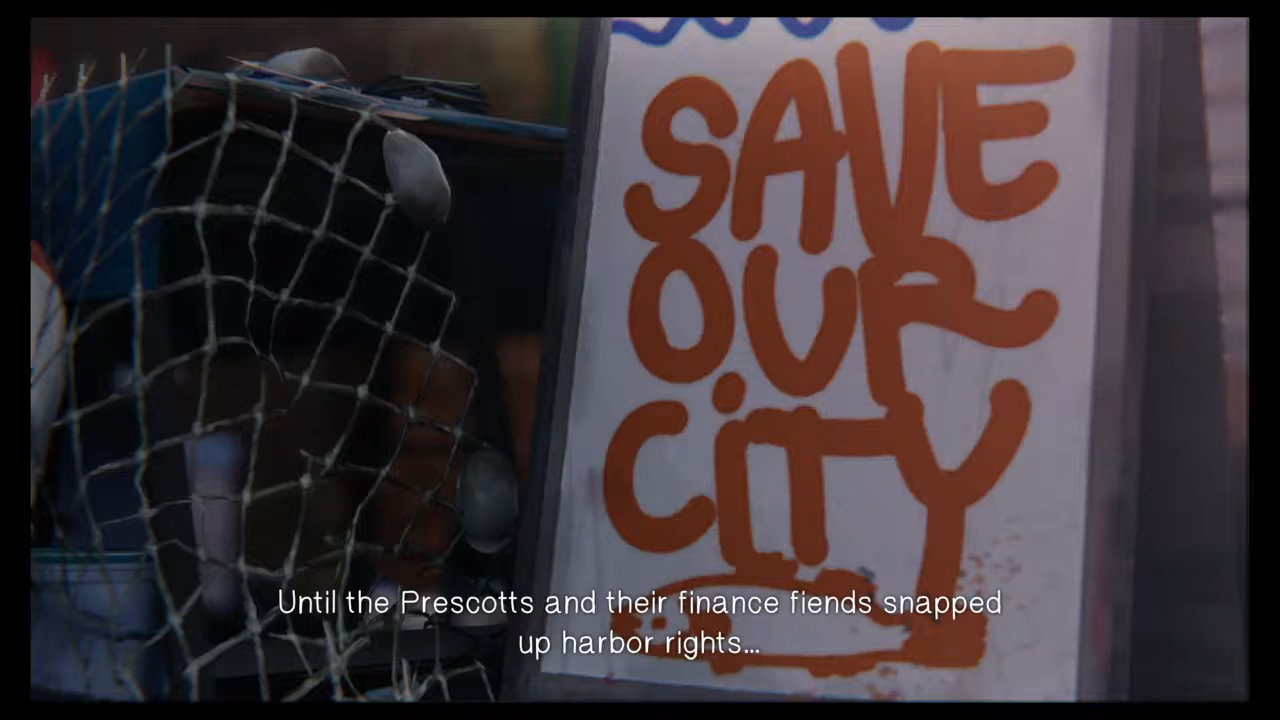 SAVE
OUR
CiTY
Until the Prescotts and their finance fiends snapped
up harbor rights...